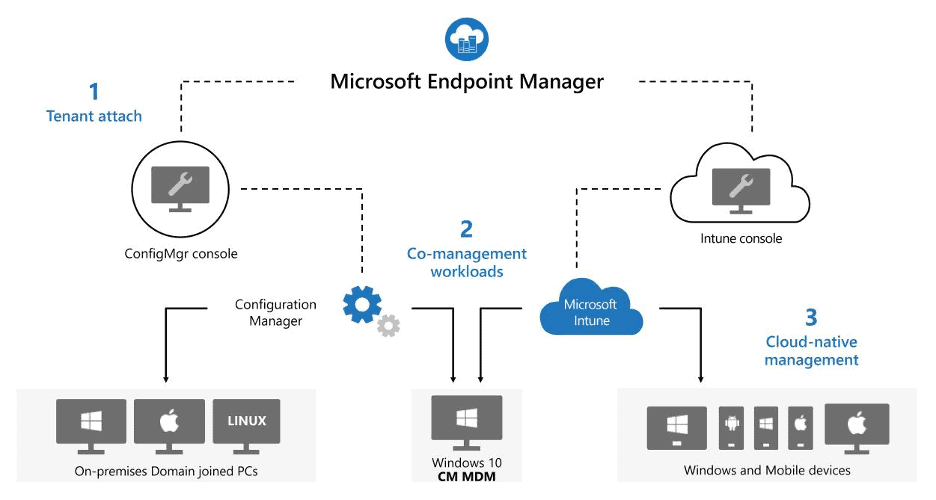 Microsoft Endpoint Manager
1
Tenant attach
ConfigMgr console
Intune console
2
Co-management
workloads
Configuration
Manager
Microsoft
Intune
3
Cloud-native
management
LINUX
On-premises Domain joined PCs
Windows 10
CM MDM
Windows and Mobile devices